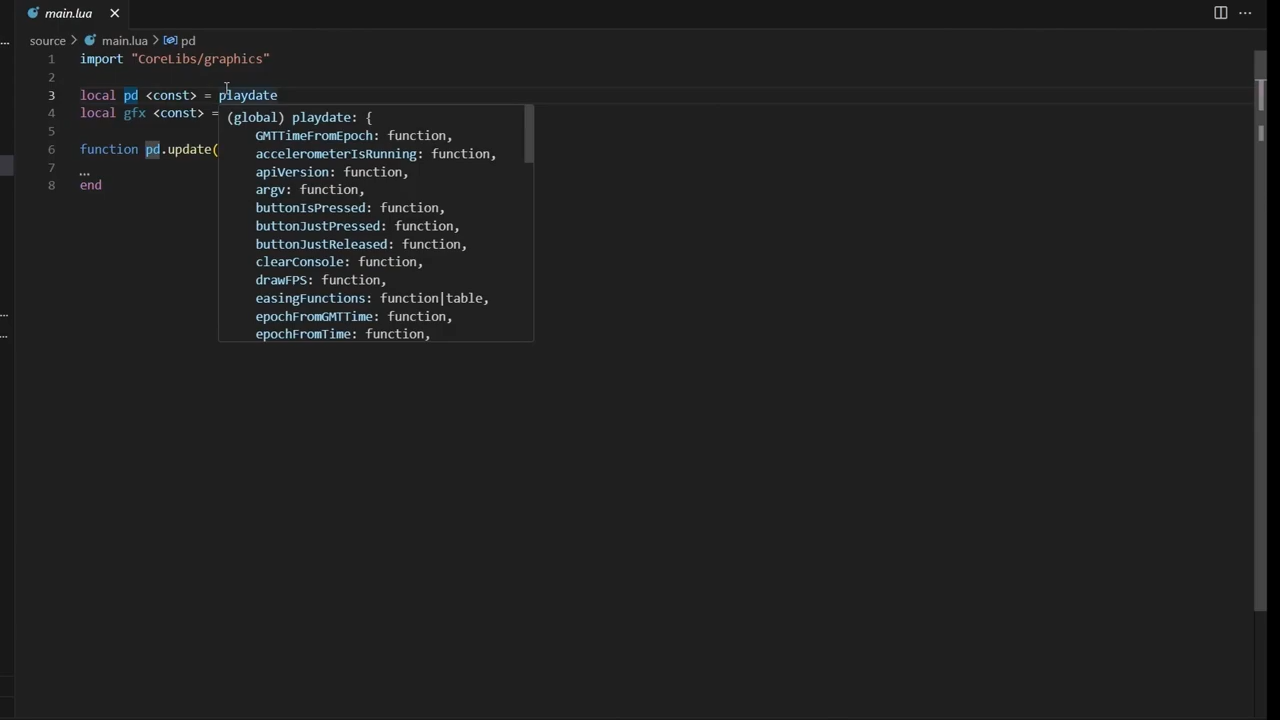 main.lua
source > main.lua > pd
1 import "CoreLibs/graphics"
2
3 local pd <const> = playdate
4 local gfx <const> =
5
6 function pd.update(
7 ...
8 end
(global) playdate: {
GMTTimeFromEpoch: function,
accelerometerIsRunning: function,
apiVersion: function,
argv: function,
buttonIsPressed: function,
buttonJustPressed: function,
buttonJustReleased: function,
clearConsole: function,
drawFPS: function,
easingFunctions: function|table,
epochFromGMTTime: function,
epochFromTime: function,